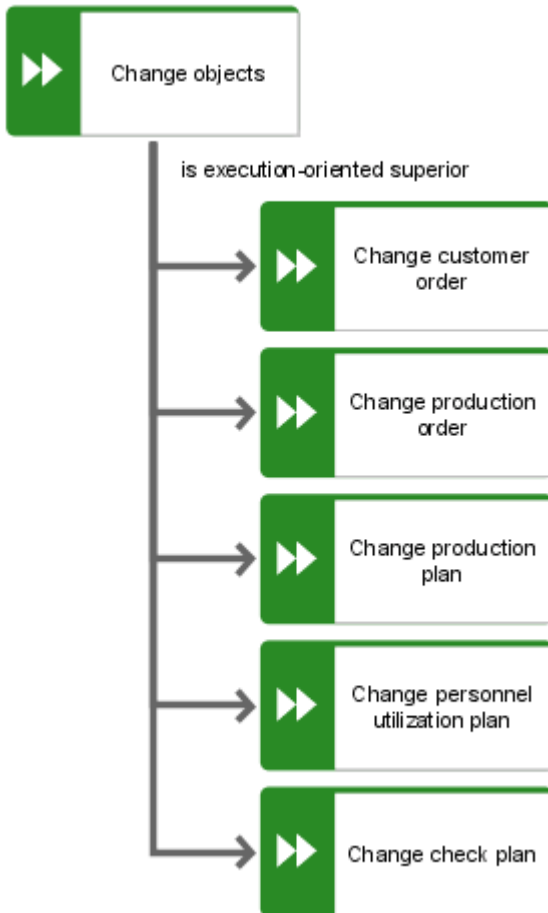 Change objects
is execution-oriented superior
Change customer
order
Change production
order
Change production
plan
Change personnel
utilization plan
Change check plan